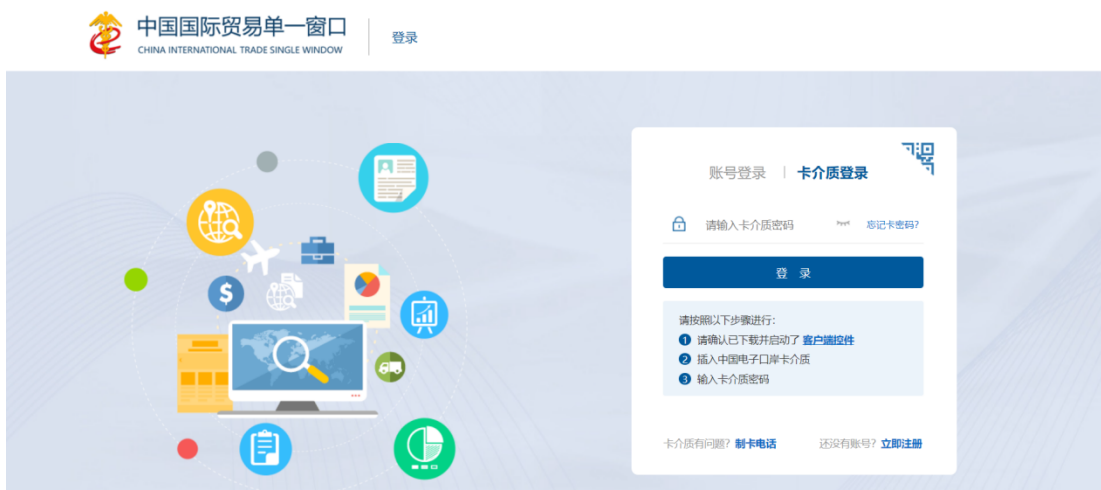 中国国际贸易单一窗口
CHINA INTERNATIONAL TRADE SINGLE WINDOW
登录
账号登录 | 卡介质登录
请输入卡介质密码 忘记卡密码?
登 录
请按照以下步骤进行:
1 请确认已下载并启动了 客户端控件
2 插入中国电子口岸卡介质
3 输入卡介质密码
卡介质有问题? 制卡电话 还没有账号? 立即注册
$